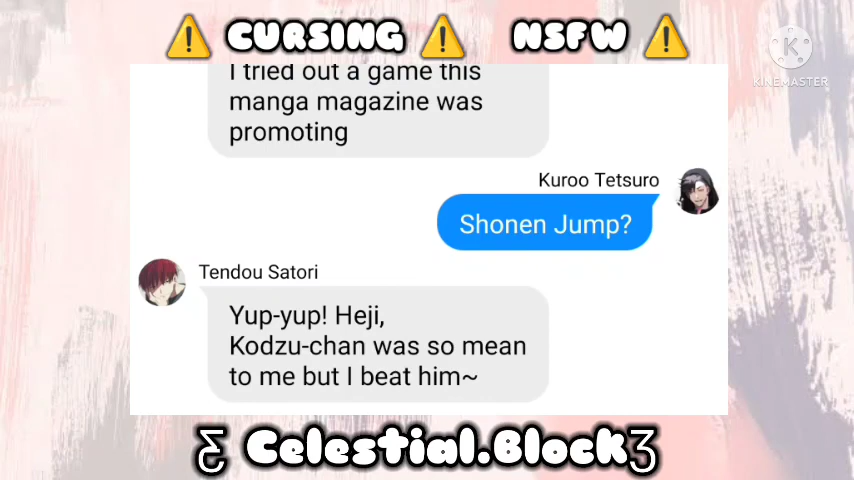 ⚠️ CURSING ⚠️ NSFW ⚠️
K
KINEMASTER
I tried out a game this
manga magazine was
promoting
Kuroo Tetsuro
Shonen Jump?
Tendou Satori
Yup-yup! Heji,
Kodzu-chan was so mean
to me but I beat him~
Ƹ Celestial.BlockƷ